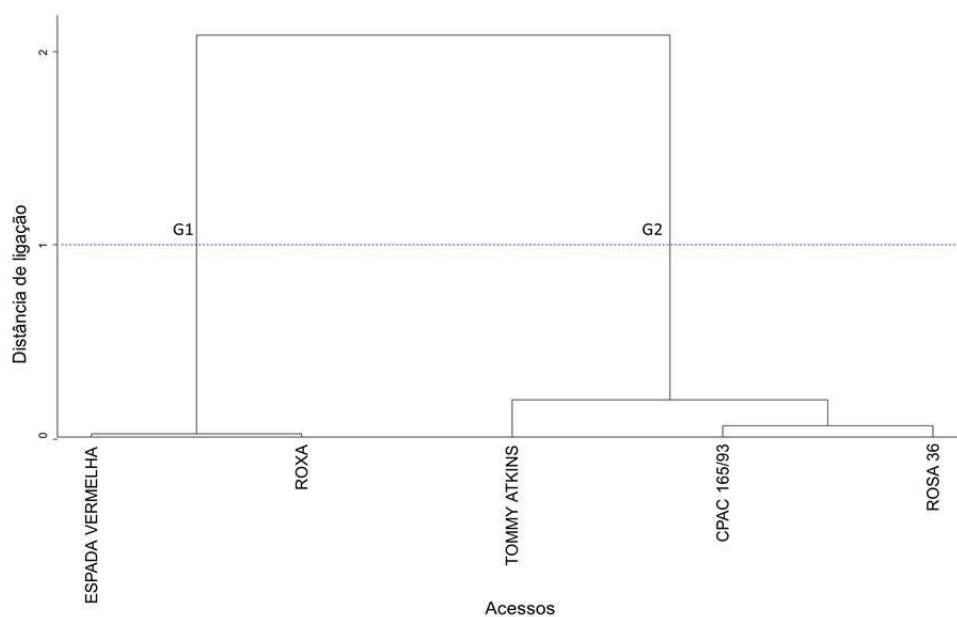 2
G1
G2
1
Distância de ligação
0
ESPADA VERMELHA
ROXA
TOMMY ATKINS
CPAC 165/93
ROSA 36
Acessos